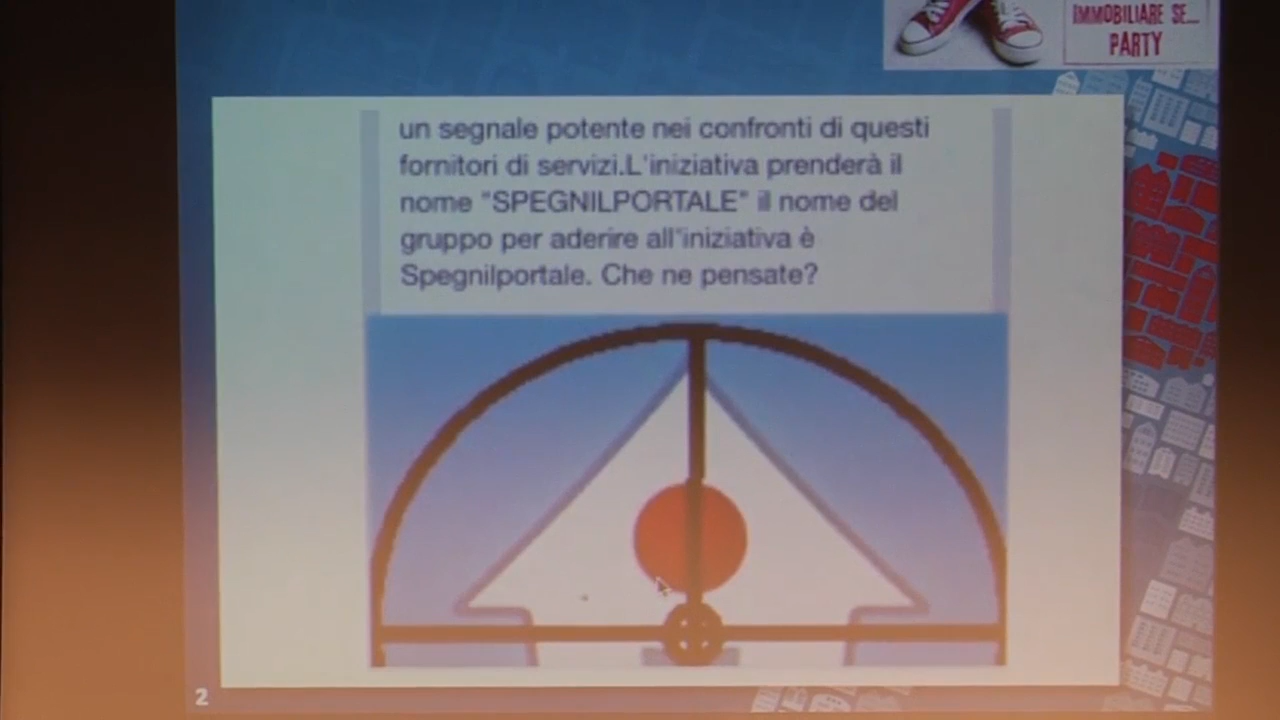 IMMOBILIARE SE...
PARTY
un segnale potente nei confronti di questi
fornitori di servizi.L'iniziativa prenderà il
nome "SPEGNILPORTALE" il nome del
gruppo per aderire all'iniziativa è
Spegnilportale. Che ne pensate?
2